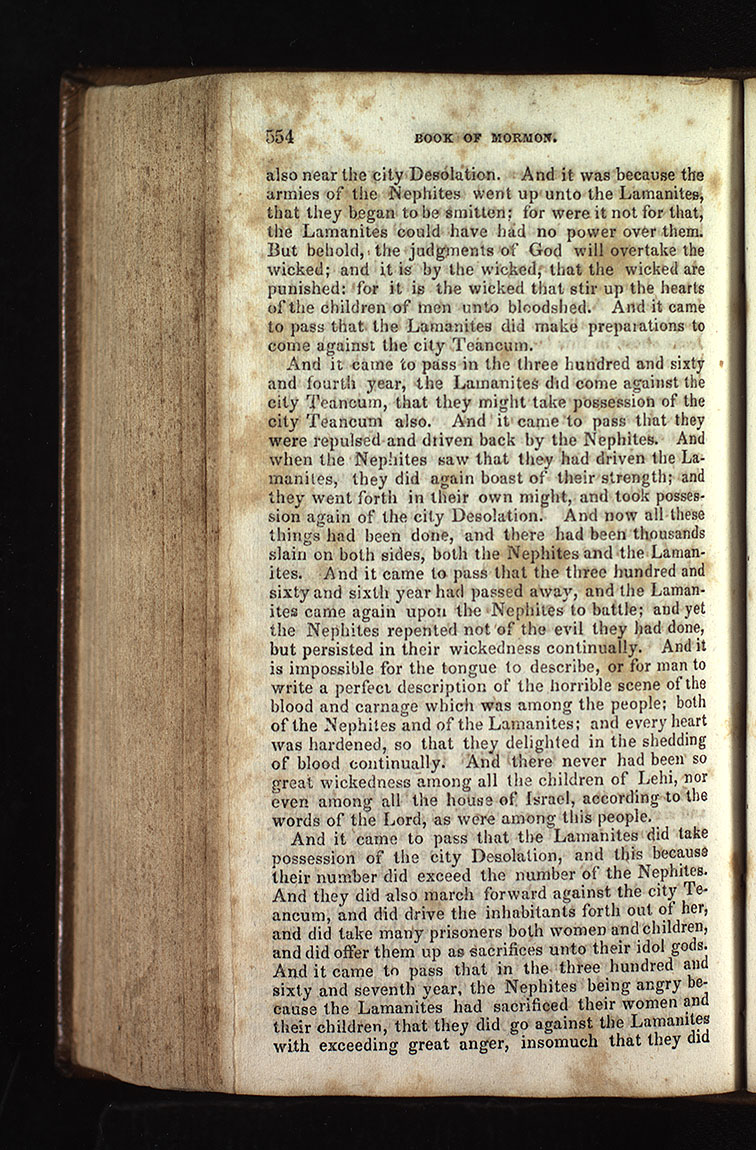 554
BOOK OF MORMON.
also near the city Desolation. And it was because the
armies of the Nephites went up unto the Lamanites,
that they began to be smitten; for were it not for that,
the Lamanites could have had no power over them.
But behold, the judgments of God will overtake the
wicked; and it is by the wicked, that the wicked are
punished: for it is the wicked that stir up the hearts
of the children of men unto bloodshed. And it came
to pass that the Lamanites did make preparations to
come against the city Teancum.
And it came to pass in the three hundred and sixty
and fourth year, the Lamanites did come against the
city Teancum, that they might take possession of the
city Teancum also. And it came to pass that they
were repulsed and driven back by the Nephites. And
when the Nephites saw that they had driven the La-
manites, they did again boast of their strength; and
they went forth in their own might, and took posses-
sion again of the city Desolation. And now all these
things had been done, and there had been thousands
slain on both sides, both the Nephites and the Laman-
ites. And it came to pass that the three hundred and
sixty and sixth year had passed away, and the Laman-
ites came again upon the Nephites to battle; and yet
the Nephites repented not of the evil they had done,
but persisted in their wickedness continually. And it
is impossible for the tongue to describe, or for man to
write a perfect description of the horrible scene of the
blood and carnage which was among the people; both
of the Nephites and of the Lamanites; and every heart
was hardened, so that they delighted in the shedding
of blood continually. And there never had been so
great wickedness among all the children of Lehi, nor
even among all the house of Israel, according to the
words of the Lord, as were among this people.
And it came to pass that the Lamanites did take
possession of the city Desolation, and this because
their number did exceed the number of the Nephites.
And they did also march forward against the city Te-
ancum, and did drive the inhabitants forth out of her,
and did take many prisoners both women and children,
and did offer them up as sacrifices unto their idol gods.
And it came to pass that in the three hundred and
sixty and seventh year, the Nephites being angry be-
cause the Lamanites had sacrificed their women and
their children, that they did go against the Lamanites
with exceeding great anger, insomuch that they did